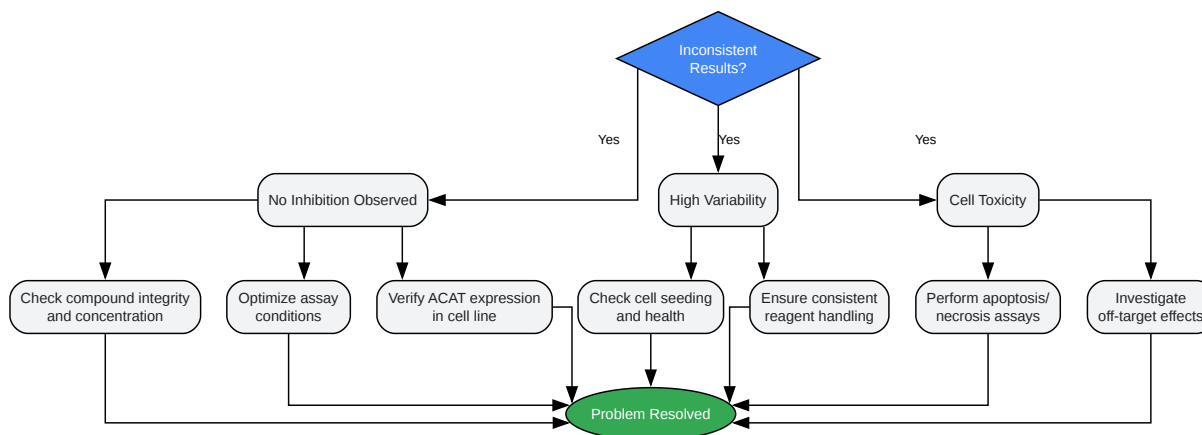 Inconsistent
Results?
Yes
Yes
Yes
No Inhibition Observed
High Variability
Cell Toxicity
Check compound integrity
and concentration
Optimize assay
conditions
Verify ACAT expression
in cell line
Check cell seeding
and health
Ensure consistent
reagent handling
Perform apoptosis/
necrosis assays
Investigate
off-target effects
Problem Resolved